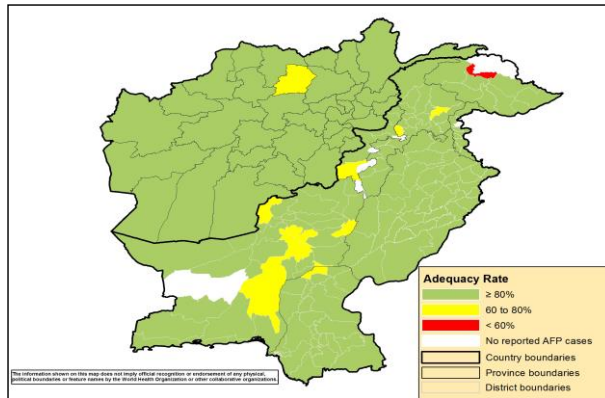 Adequacy Rate
≥ 80%
60 to 80%
< 60%
No reported AFP cases
Country boundaries
Province boundaries
District boundaries
The information shown on this map does not imply official recognition or endorsement of any physical,
political boundaries or feature names by the World Health Organization or other collaborative organizations.